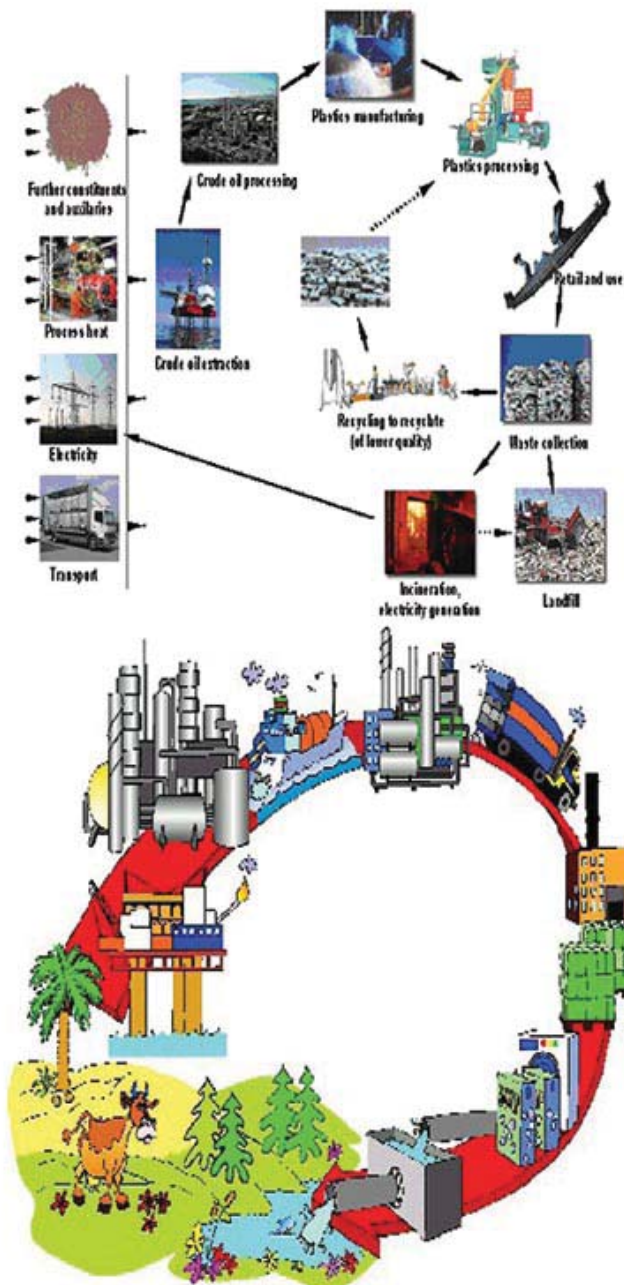 Plastics manufacturing
Plastics processing
Crude oil processing
Further constituents
and auxilaries
Retail and use
Process heat
Crude oil extraction
Recycling to recyclate
(of lower quality)
Waste collection
Electricity
Transport
Incineration,
electricity generation
Landfill